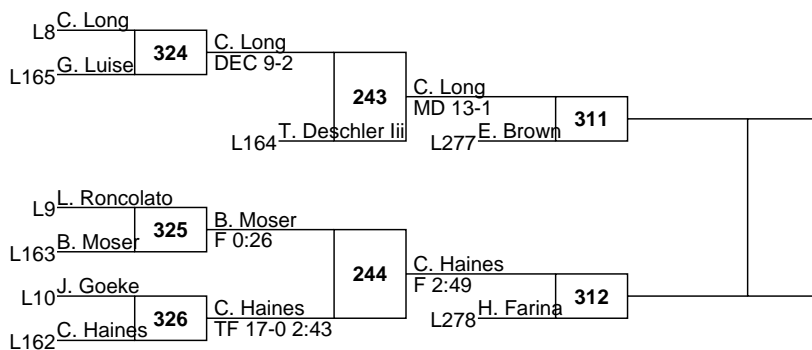 L8 C. Long
324
C. Long
DEC 9-2
L165 G. Luise
243
C. Long
MD 13-1
311
L164 T. Deschler Iii
L277 E. Brown
L9 L. Roncolato
325
B. Moser
F 0:26
L163 B. Moser
244
C. Haines
F 2:49
312
L10 J. Goeke
326
C. Haines
TF 17-0 2:43
L278 H. Farina
L162 C. Haines